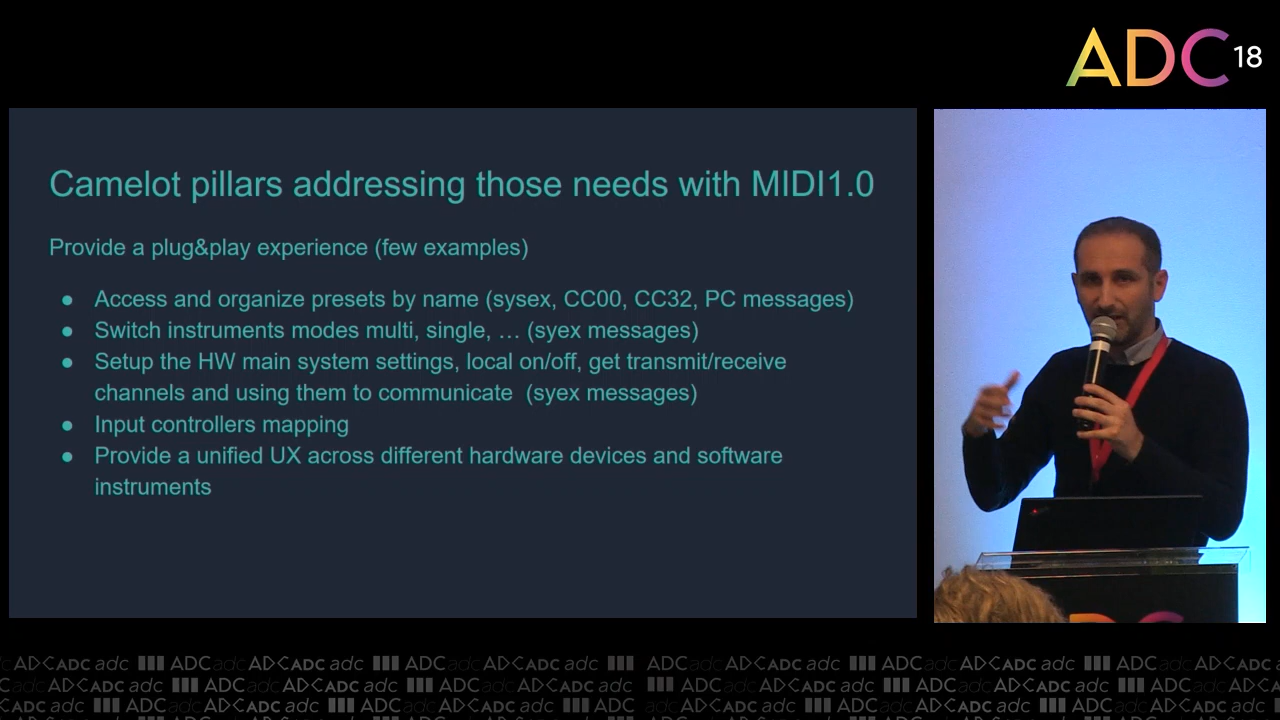 ADC 18
Camelot pillars addressing those needs with MIDI1.0
Provide a plug&play experience (few examples)
● Access and organize presets by name (sysex, CC00, CC32, PC messages)
● Switch instruments modes multi, single, … (syex messages)
● Setup the HW main system settings, local on/off, get transmit/receive
channels and using them to communicate (syex messages)
● Input controllers mapping
● Provide a unified UX across different hardware devices and software
instruments